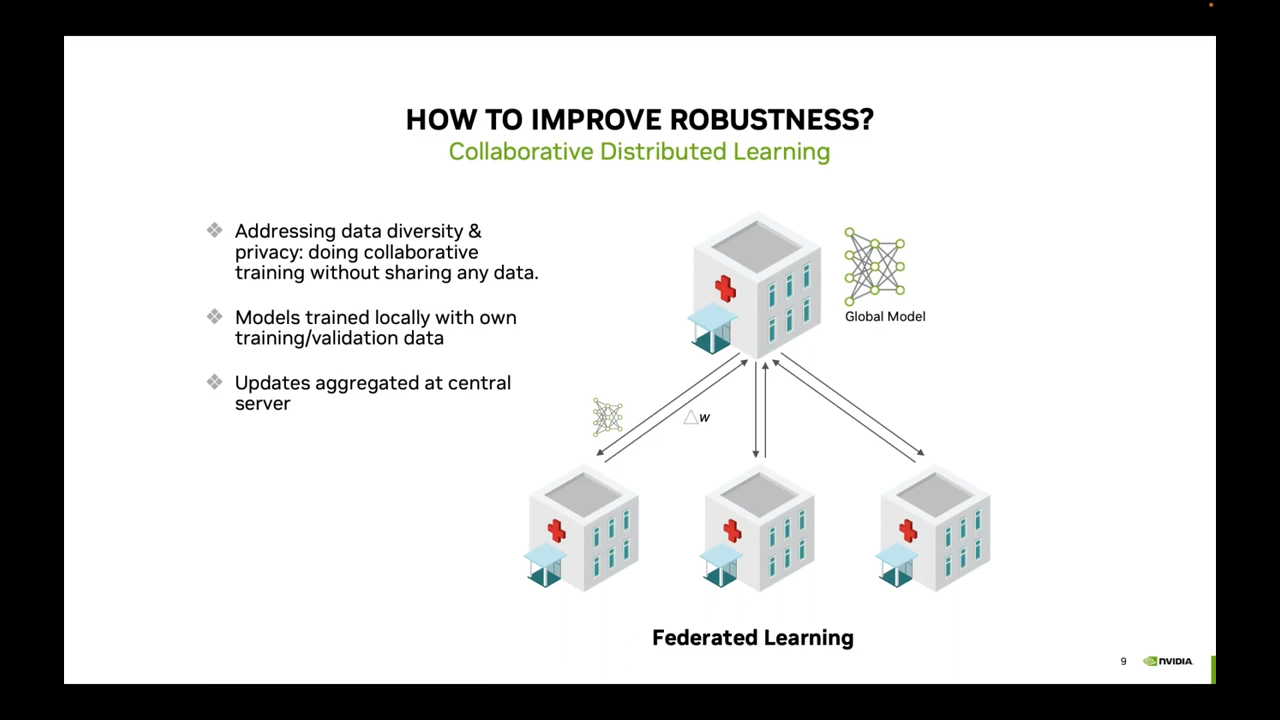 HOW TO IMPROVE ROBUSTNESS?
Collaborative Distributed Learning
Addressing data diversity &
privacy: doing collaborative
training without sharing any data.
Models trained locally with own
training/validation data
Updates aggregated at central
server
Global Model
△w
Federated Learning
9
NVIDIA